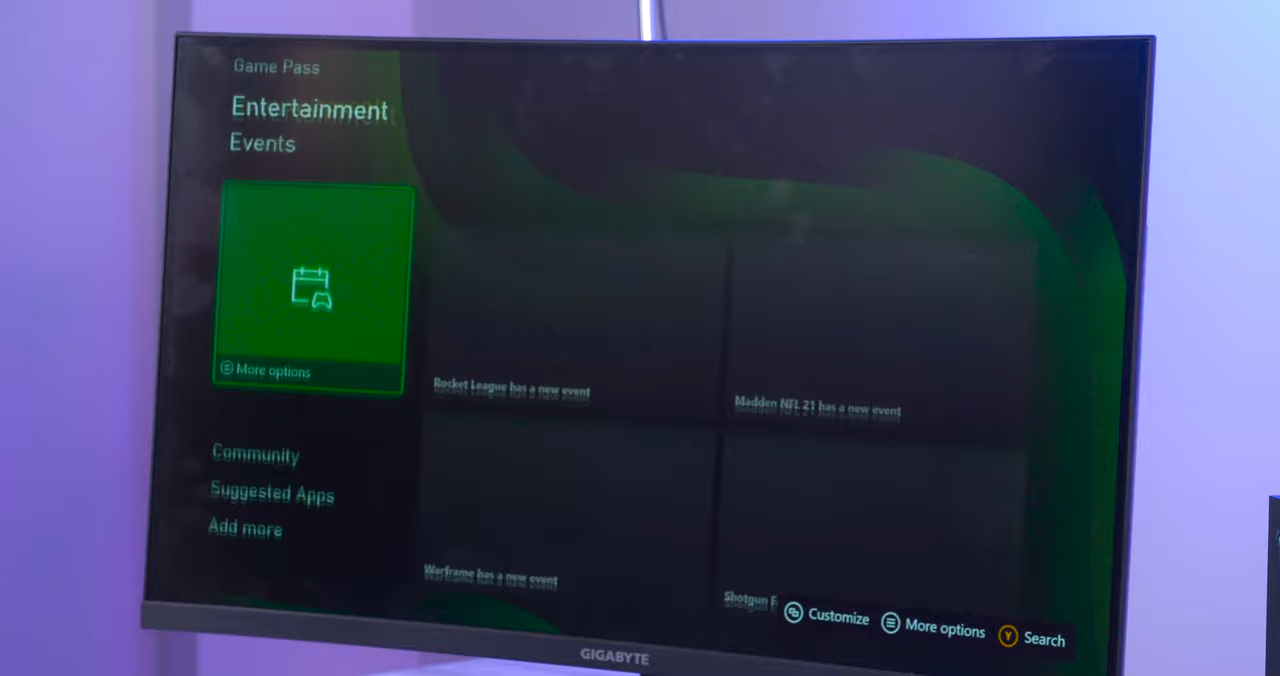 Game Pass
Entertainment
Events
More options
Rocket League has a new event
Madden NFL 21 has a new event
Community
Suggested Apps
Add more
Warframe has a new event
Shotgun
Customize
More options
Y Search
GIGABYTE